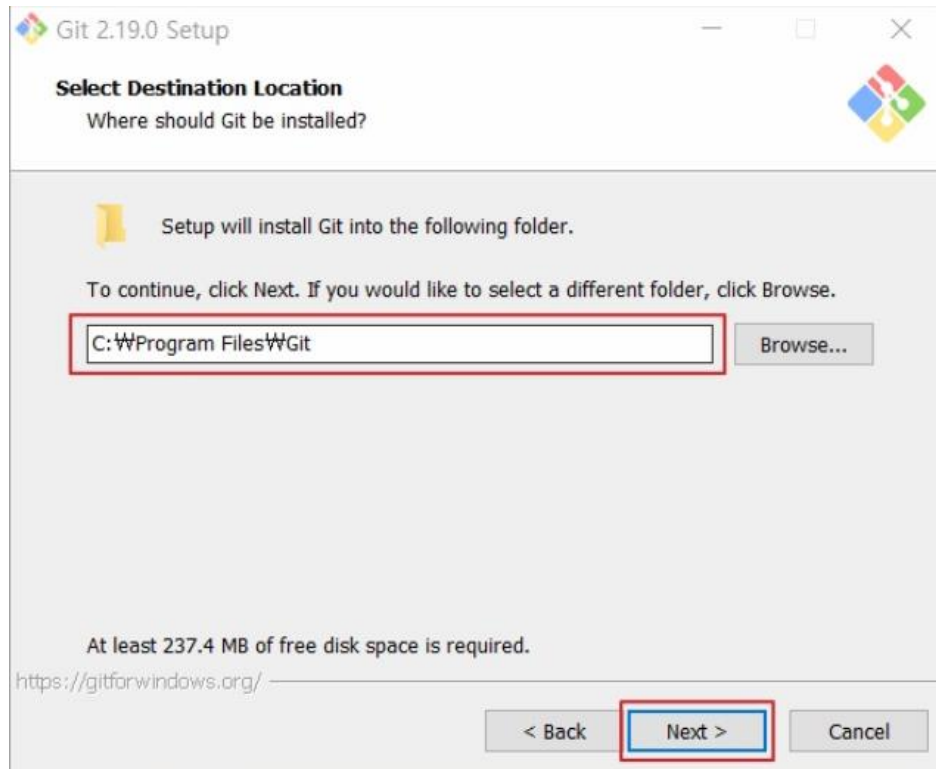 Git 2.19.0 Setup
Select Destination Location
Where should Git be installed?
Setup will install Git into the following folder.
To continue, click Next. If you would like to select a different folder, click Browse.
C:₩Program Files₩Git
Browse...
At least 237.4 MB of free disk space is required.
https://gitforwindows.org/
< Back
Next >
Cancel